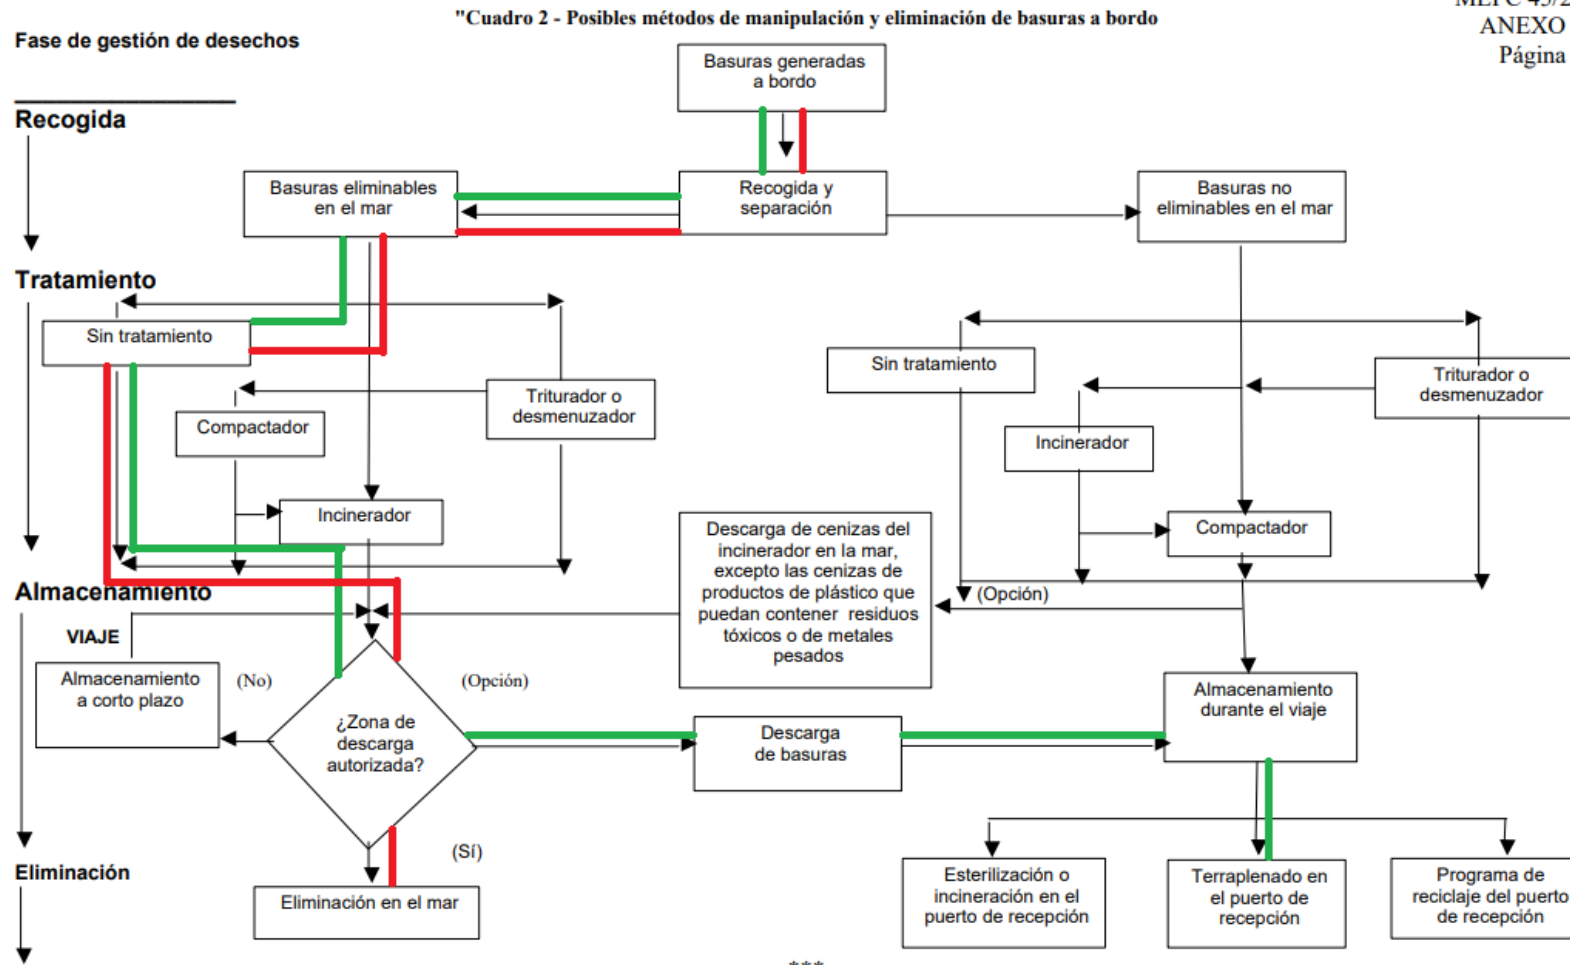 "Cuadro 2 - Posibles métodos de manipulación y eliminación de basuras a bordo
ANEXO
Página
Fase de gestión de desechos
Basuras generadas
a bordo
Recogida
Basuras eliminables
en el mar
Recogida y
separación
Basuras no
eliminables en el mar
Tratamiento
Sin tratamiento
Sin tratamiento
Triturador o
desmenuzador
Triturador o
desmenuzador
Compactador
Incinerador
Incinerador
Compactador
Descarga de cenizas del
incinerador en la mar,
excepto las cenizas de
productos de plástico que
puedan contener residuos
tóxicos o de metales
pesados
Almacenamiento
(Opción)
VIAJE
Almacenamiento
a corto plazo
(No)
(Opción)
¿Zona de
descarga
autorizada?
Descarga
de basuras
Almacenamiento
durante el viaje
(Sí)
Eliminación
Eliminación en el mar
Esterilización o
incineración en el
puerto de recepción
Terraplenado en
el puerto de
recepción
Programa de
reciclaje del puerto
de recepción
***